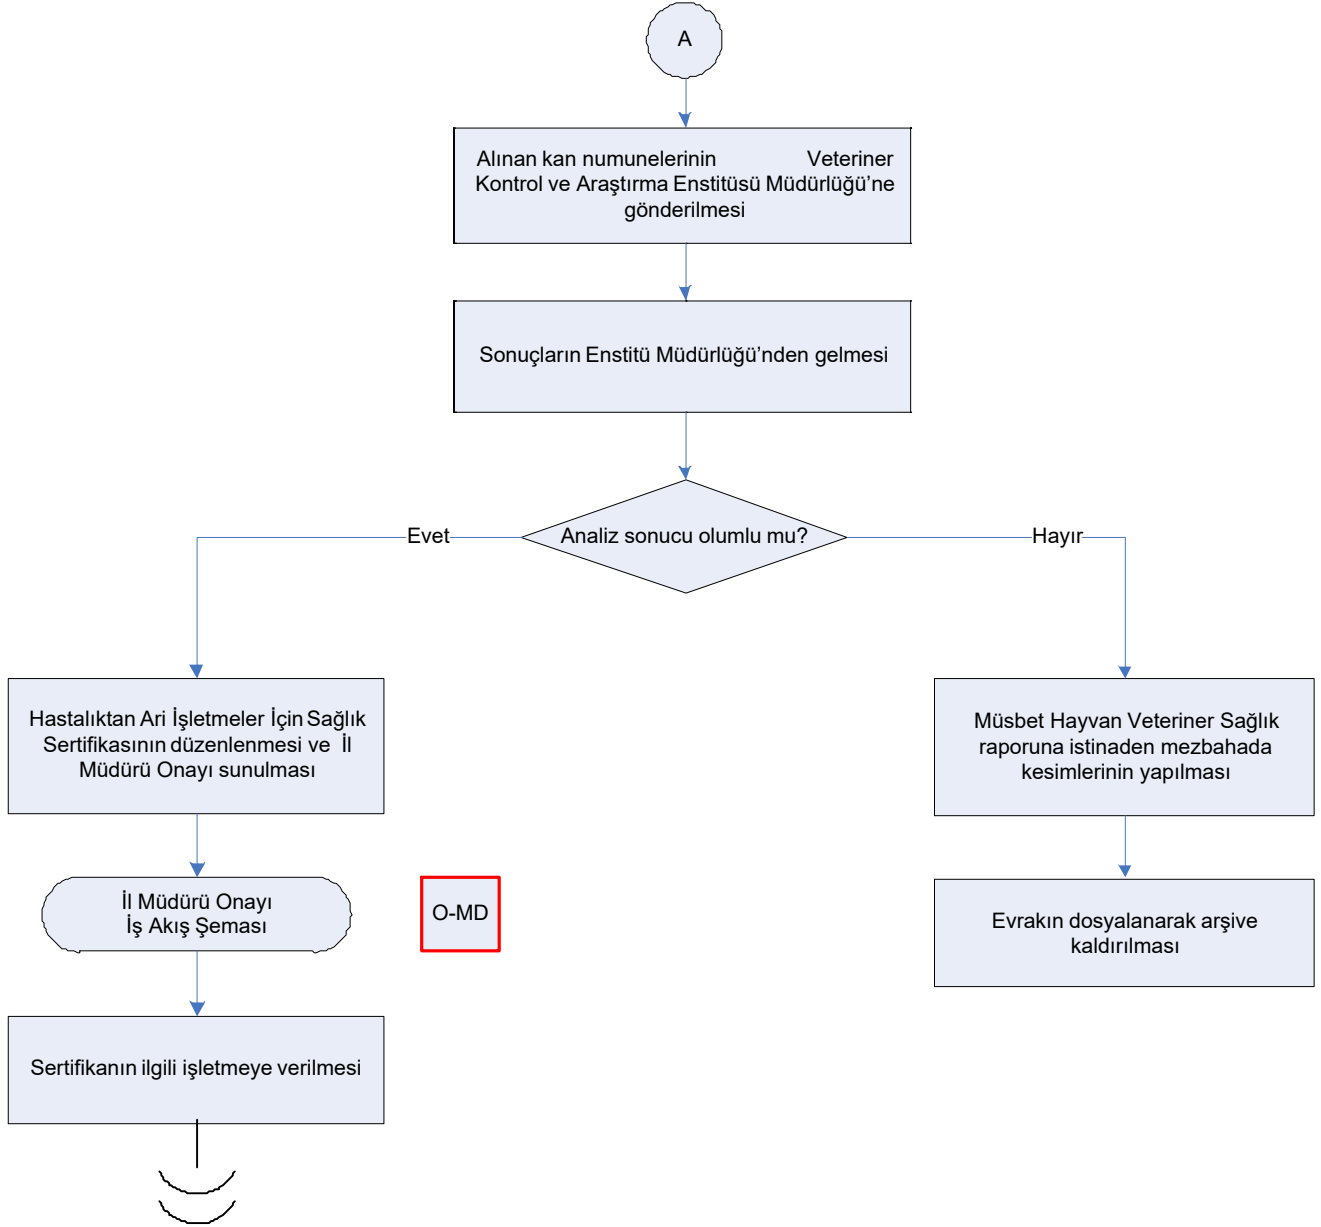 A
Alınan kan numunelerinin Veteriner
Kontrol ve Araştırma Enstitüsü Müdürlüğü’ne
gönderilmesi
Sonuçların Enstitü Müdürlüğü’nden gelmesi
Analiz sonucu olumlu mu?
Evet
Hayır
Hastalıktan Ari İşletmeler İçin Sağlık
Sertifikasının düzenlenmesi ve İl
Müdürü Onayı sunulması
Müsbet Hayvan Veteriner Sağlık
raporuna istinaden mezbahada
kesimlerinin yapılması
İl Müdürü Onayı
İş Akış Şeması
O-MD
Evrakın dosyalanarak arşive
kaldırılması
Sertifikanın ilgili işletmeye verilmesi